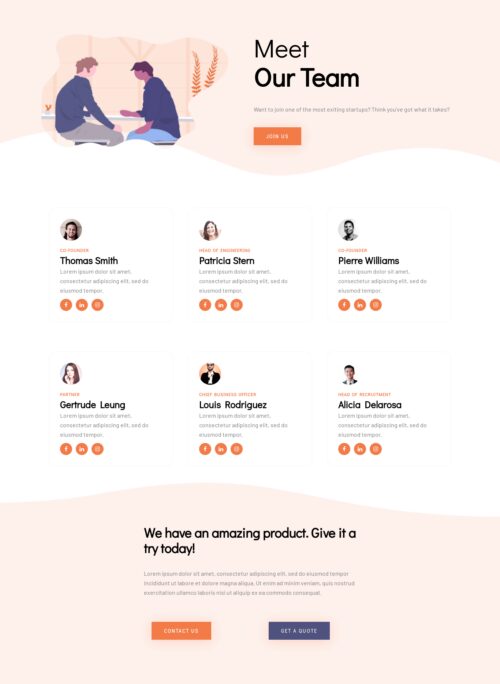 Meet
Our Team
Want to join one of the most exiting startups? Think you've got what it takes?
JOIN US
CO-FOUNDER
Thomas Smith
Lorem ipsum dolor sit amet,
consectetur adipiscing elit, sed do
eiusmod tempor.
HEAD OF ENGINEERING
Patricia Stern
Lorem ipsum dolor sit amet,
consectetur adipiscing elit, sed do
eiusmod tempor.
CO-FOUNDER
Pierre Williams
Lorem ipsum dolor sit amet,
consectetur adipiscing elit, sed do
eiusmod tempor.
PARTNER
Gertrude Leung
Lorem ipsum dolor sit amet,
consectetur adipiscing elit, sed do
eiusmod tempor.
CHIEF BUSINESS OFFICER
Louis Rodriguez
Lorem ipsum dolor sit amet,
consectetur adipiscing elit, sed do
eiusmod tempor.
HEAD OF RECRUITMENT
Alicia Delarosa
Lorem ipsum dolor sit amet,
consectetur adipiscing elit, sed do
eiusmod tempor.
We have an amazing product. Give it a
try today!
Lorem ipsum dolor sit amet, consectetur adipiscing elit, sed do eiusmod tempor
incididunt ut labore et dolore magna aliqua. Ut enim ad minim veniam, quis nostrud
exercitation ullamco laboris nisi ut aliquip ex ea commodo consequat.
CONTACT US
GET A QUOTE